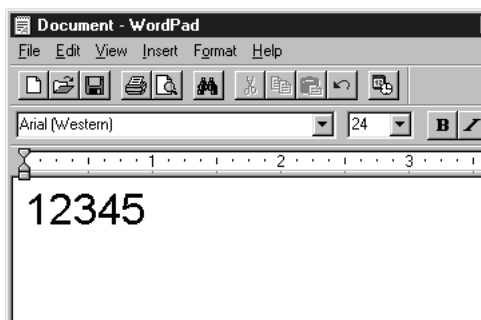 Document - WordPad
File Edit View Insert Format Help
Arial (Western) 24 B I
1 2 3
12345